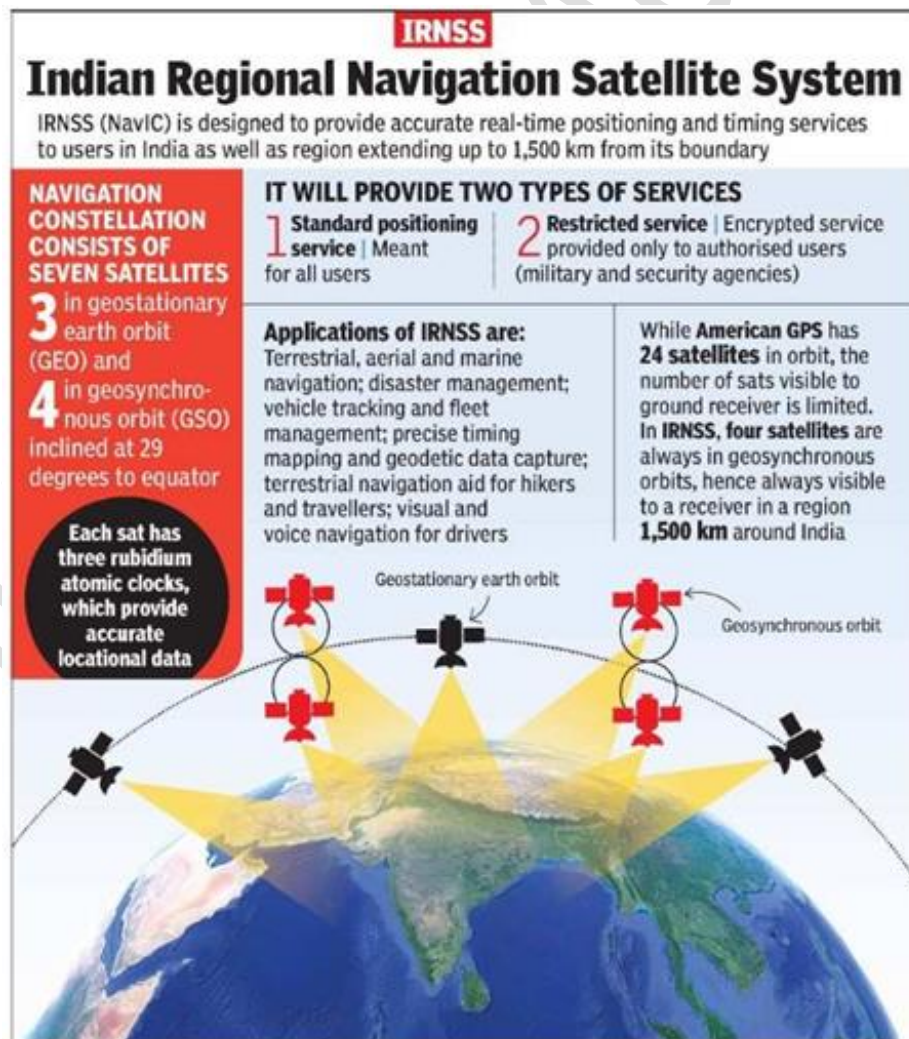 IRNSS
Indian Regional Navigation Satellite System
IRNSS (NavIC) is designed to provide accurate real-time positioning and timing services
to users in India as well as region extending up to 1,500 km from its boundary
NAVIGATION
CONSTELLATION
CONSISTS OF
SEVEN SATELLITES
3 in geostationary
earth orbit
(GEO) and
4 in geosynchro-
nous orbit (GSO)
inclined at 29
degrees to equator
Each sat has
three rubidium
atomic clocks,
which provide
accurate
locational data
IT WILL PROVIDE TWO TYPES OF SERVICES
1 Standard positioning
service | Meant
for all users
2 Restricted service | Encrypted service
provided only to authorised users
(military and security agencies)
Applications of IRNSS are:
Terrestrial, aerial and marine
navigation; disaster management;
vehicle tracking and fleet
management; precise timing
mapping and geodetic data capture;
terrestrial navigation aid for hikers
and travellers; visual and
voice navigation for drivers
While American GPS has
24 satellites in orbit, the
number of sats visible to
ground receiver is limited.
In IRNSS, four satellites are
always in geosynchronous
orbits, hence always visible
to a receiver in a region
1,500 km around India
Geostationary earth orbit
Geosynchronous orbit